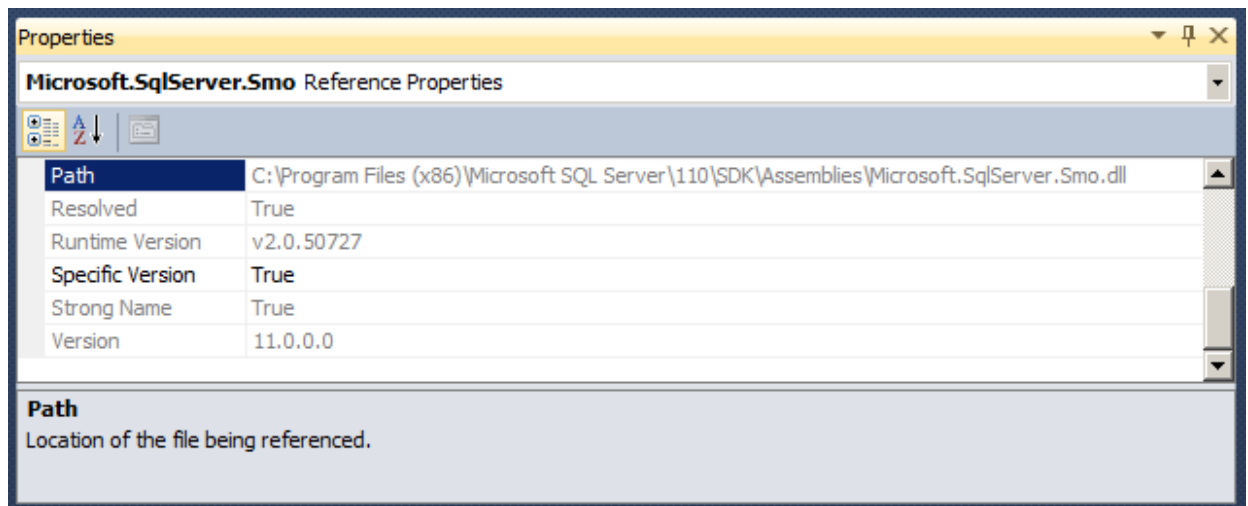 Properties
Microsoft.SqlServer.Smo Reference Properties
A
Z
Path C:\Program Files (x86)\Microsoft SQL Server\110\SDK\Assemblies\Microsoft.SqlServer.Smo.dll
Resolved True
Runtime Version v2.0.50727
Specific Version True
Strong Name True
Version 11.0.0.0
Path
Location of the file being referenced.